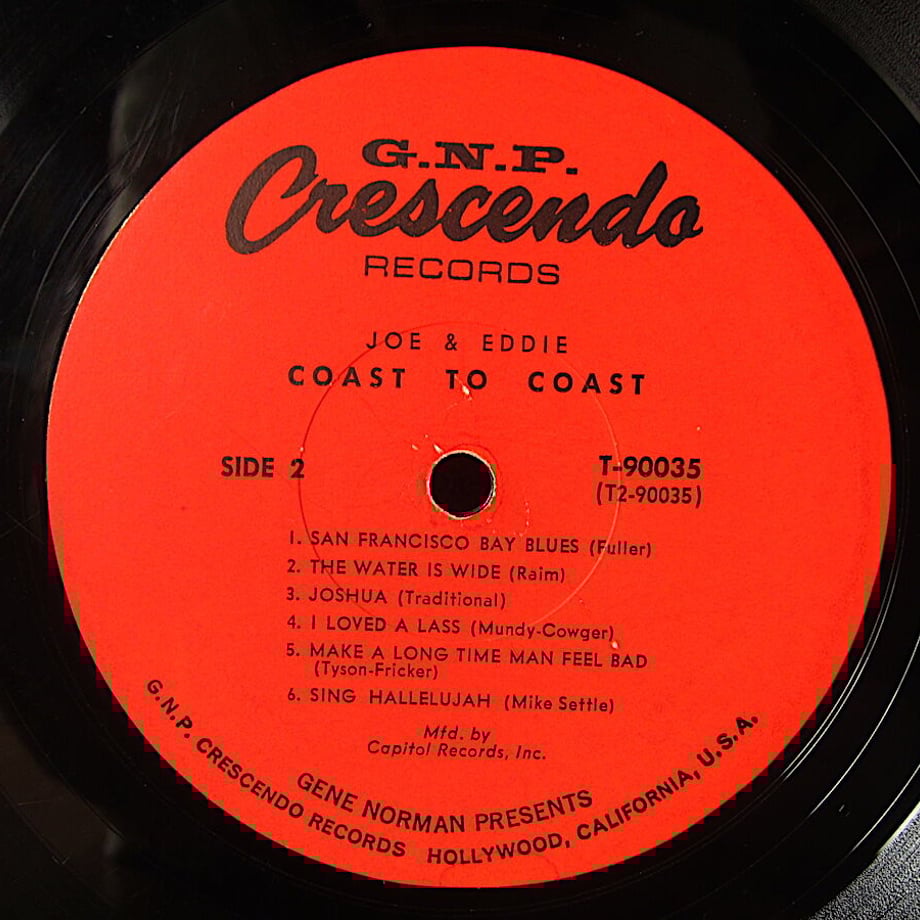 G.N.P.
Crescendo
RECORDS
JOE & EDDIE
COAST TO COAST
SIDE 2
T-90035
(T2-90035)
1. SAN FRANCISCO BAY BLUES (Fuller)
2. THE WATER IS WIDE (Raim)
3. JOSHUA (Traditional)
4. I LOVED A LASS (Mundy-Cowger)
5. MAKE A LONG TIME MAN FEEL BAD
(Tyson-Fricker)
6. SING HALLELUJAH (Mike Settle)
Mfd. by
Capitol Records, Inc.
GENE NORMAN PRESENTS
G.N.P. CRESCENDO RECORDS HOLLYWOOD, CALIFORNIA, U.S.A.